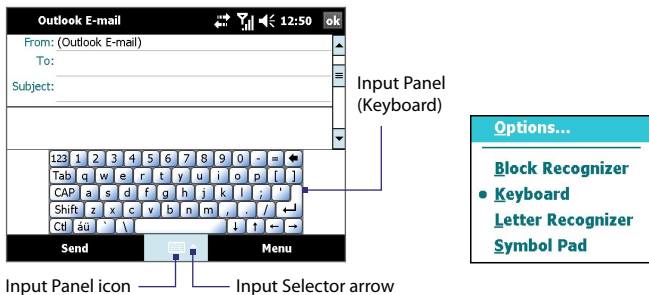 Outlook E-mail 12:50 ok
From: (Outlook E-mail)
To:
Subject:
Input Panel
(Keyboard)
123 1 2 3 4 5 6 7 8 9 0 - =
Tab q w e r t y u i o p [ ]
CAP a s d f g h j k l ; '
Shift z x c v b n m , . /
Ctl áü ` \
Send Menu
Input Panel icon
Input Selector arrow
Options...
Block Recognizer
Keyboard
Letter Recognizer
Symbol Pad